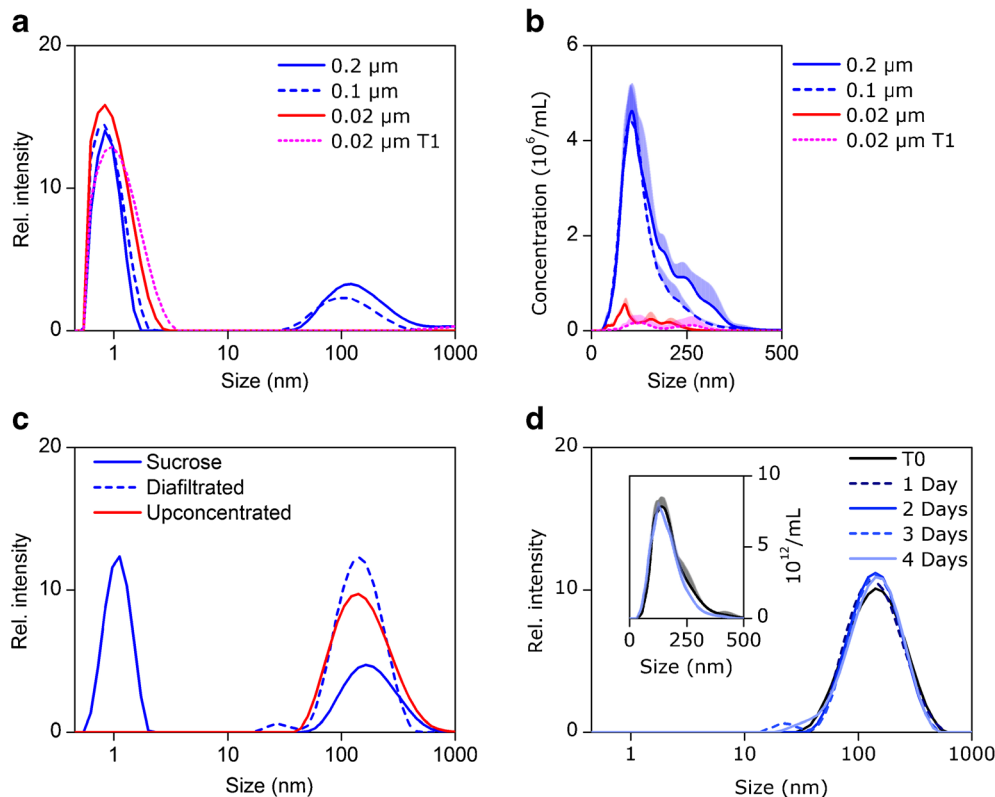 a
20
10
0
Rel. intensity
1
10
100
1000
Size (nm)
0.2 µm
0.1 µm
0.02 µm
0.02 µm T1
b
6
4
2
0
Concentration (10⁶/mL)
0
250
500
Size (nm)
0.2 µm
0.1 µm
0.02 µm
0.02 µm T1
c
20
10
0
Rel. intensity
1
10
100
1000
Size (nm)
Sucrose
Diafiltrated
Upconcentrated
d
20
10
0
Rel. intensity
1
10
100
1000
Size (nm)
T0
1 Day
2 Days
3 Days
4 Days
10
5
0
10¹²/mL
0
250
500
Size (nm)